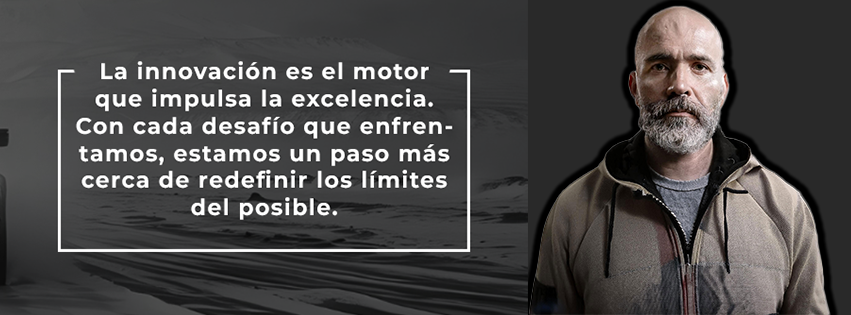 La innovación es el motor
que impulsa la excelencia.
Con cada desafío que enfren-
tamos, estamos un paso más
cerca de redefinir los límites
del posible.